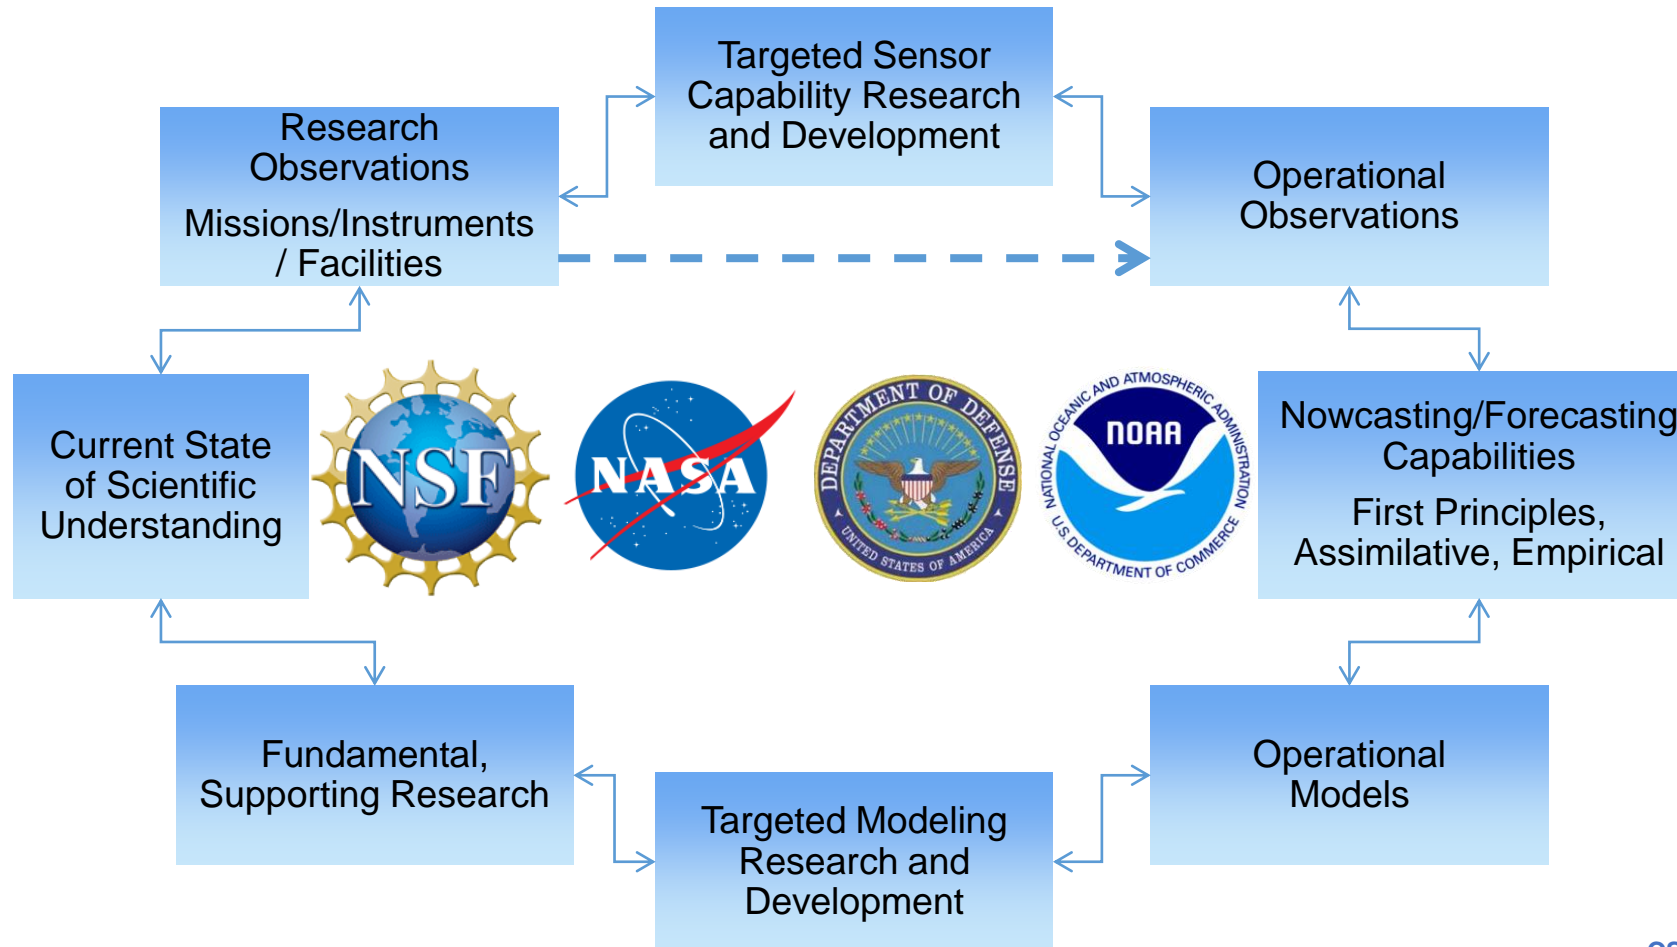 Targeted Sensor
Capability Research
and Development
Research
Observations
Missions/Instruments
/ Facilities
Operational
Observations
Current State
of Scientific
Understanding
NSF
NASA
DEPARTMENT OF DEFENSE
UNITED STATES OF AMERICA
NATIONAL OCEANIC AND ATMOSPHERIC ADMINISTRATION
NOAA
U.S. DEPARTMENT OF COMMERCE
Nowcasting/Forecasting
Capabilities
First Principles,
Assimilative, Empirical
Fundamental,
Supporting Research
Targeted Modeling
Research and
Development
Operational
Models